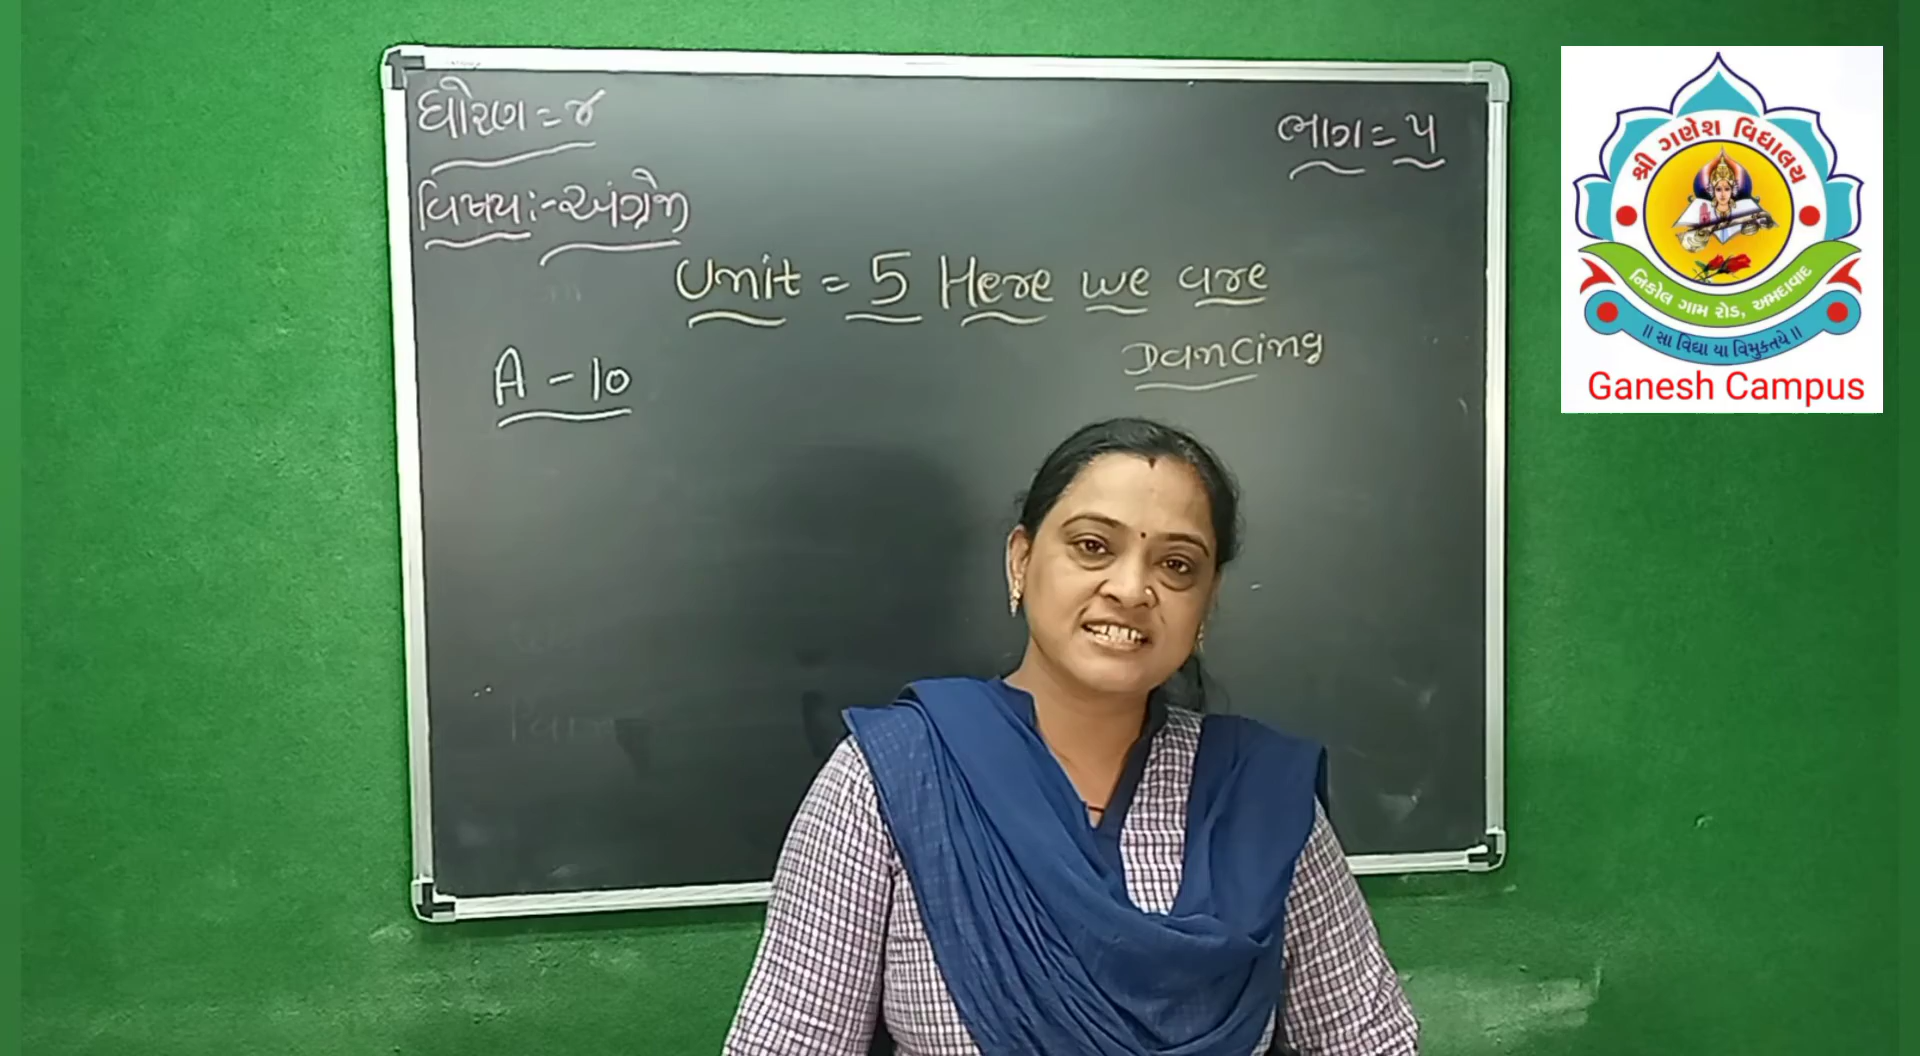 ધોરણ = ૪
ભાગ = ૫
વિષય :- અંગ્રેજી
Unit = 5 Here we are
Dancing
A - 10
શ્રી ગણેશ વિદ્યાલય
નિકોલ ગામ રોડ, અમદાવાદ
॥ સા વિદ્યા યા વિમુક્તયે ॥
Ganesh Campus